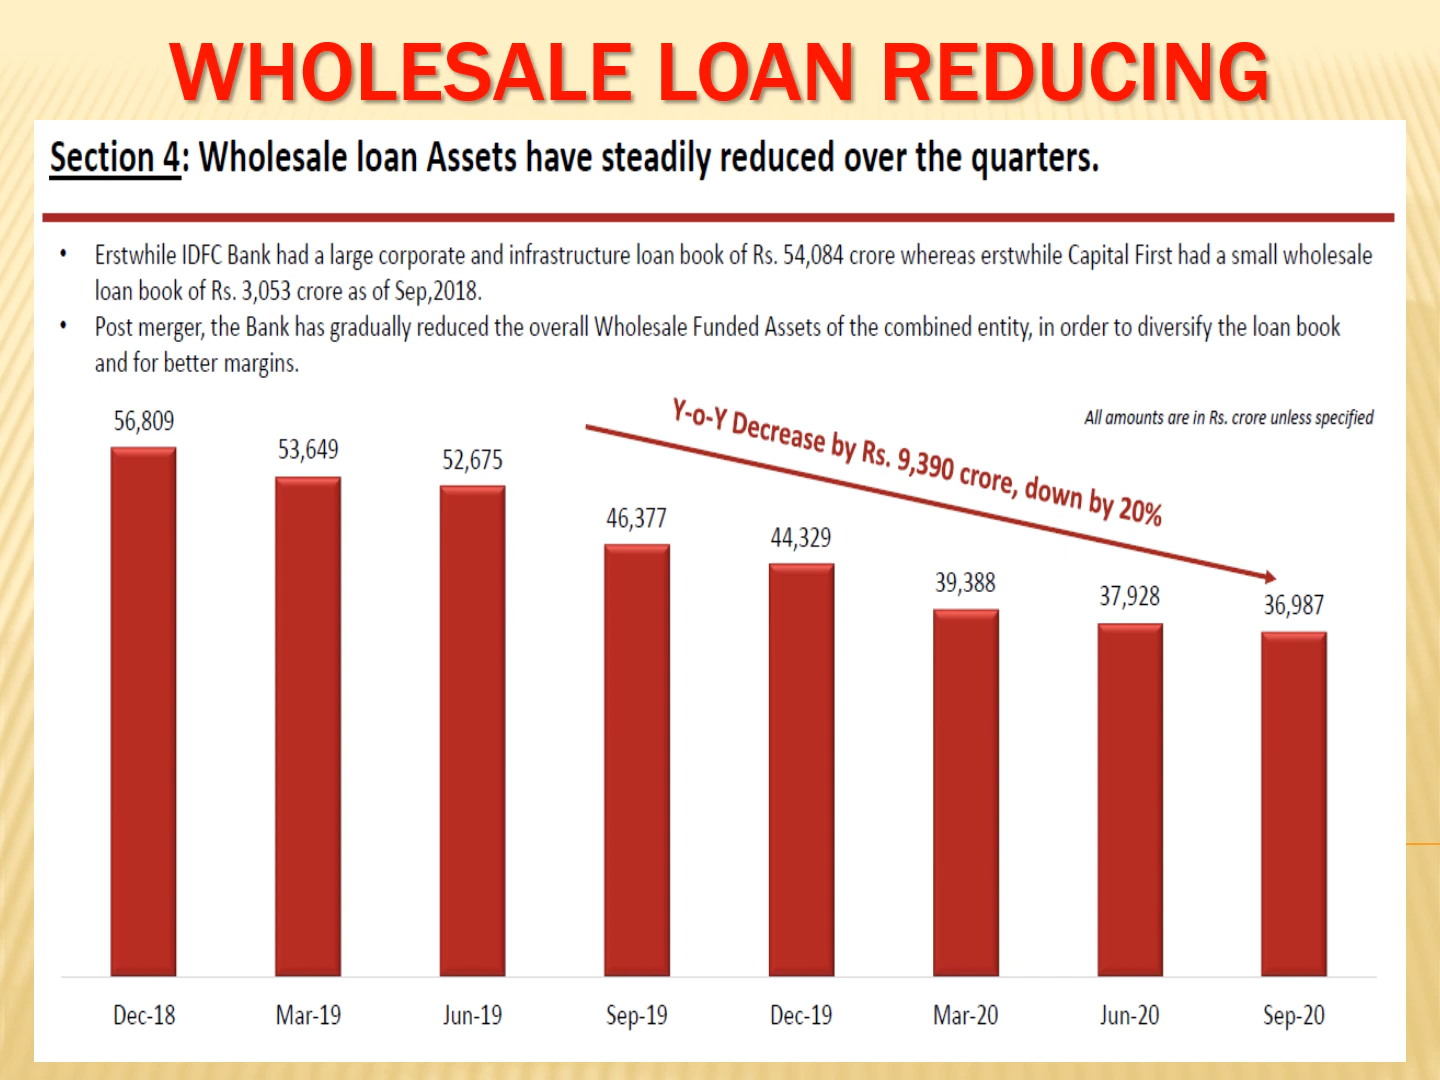 WHOLESALE LOAN REDUCING
Section 4: Wholesale loan Assets have steadily reduced over the quarters.
• Erstwhile IDFC Bank had a large corporate and infrastructure loan book of Rs. 54,084 crore whereas erstwhile Capital First had a small wholesale
loan book of Rs. 3,053 crore as of Sep,2018.
• Post merger, the Bank has gradually reduced the overall Wholesale Funded Assets of the combined entity, in order to diversify the loan book
and for better margins.
All amounts are in Rs. crore unless specified
Y-o-Y Decrease by Rs. 9,390 crore, down by 20%
56,809
53,649
52,675
46,377
44,329
39,388
37,928
36,987
Dec-18
Mar-19
Jun-19
Sep-19
Dec-19
Mar-20
Jun-20
Sep-20